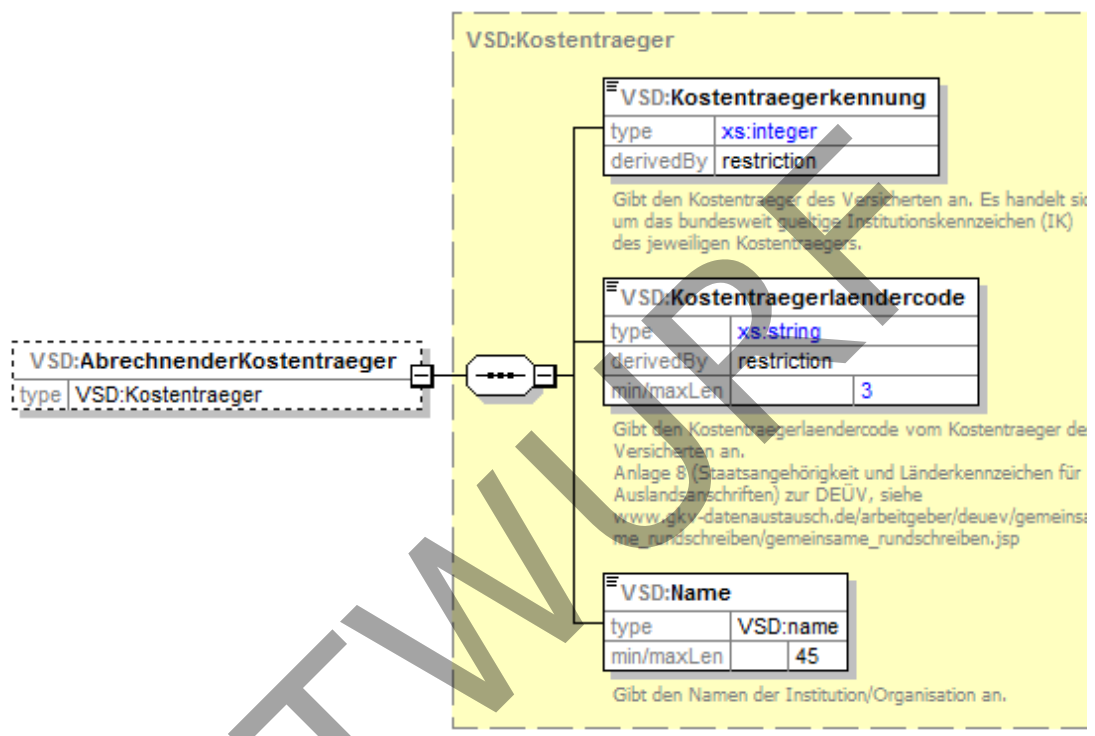 VSD:Kostentraeger
VSD:Kostentraegerkennung
type xs:integer
derivedBy restriction
Gibt den Kostentraeger des Versicherten an. Es handelt sic
um das bundesweit gueltige Institutionskennzeichen (IK)
des jeweiligen Kostentraegers.
VSD:Kostentraegerlaendercode
type xs:string
derivedBy restriction
min/maxLen 3
Gibt den Kostentraegerlaendercode vom Kostentraeger de
Versicherten an.
Anlage 8 (Staatsangehörigkeit und Länderkennzeichen für
Auslandsanschriften) zur DEÜV, siehe
www.gkv-datenaustausch.de/arbeitgeber/deuev/gemeinsa
me_rundschreiben/gemeinsame_rundschreiben.jsp
VSD:AbrechnenderKostentraeger
type VSD:Kostentraeger
VSD:Name
type VSD:name
min/maxLen 45
Gibt den Namen der Institution/Organisation an.
TWURF